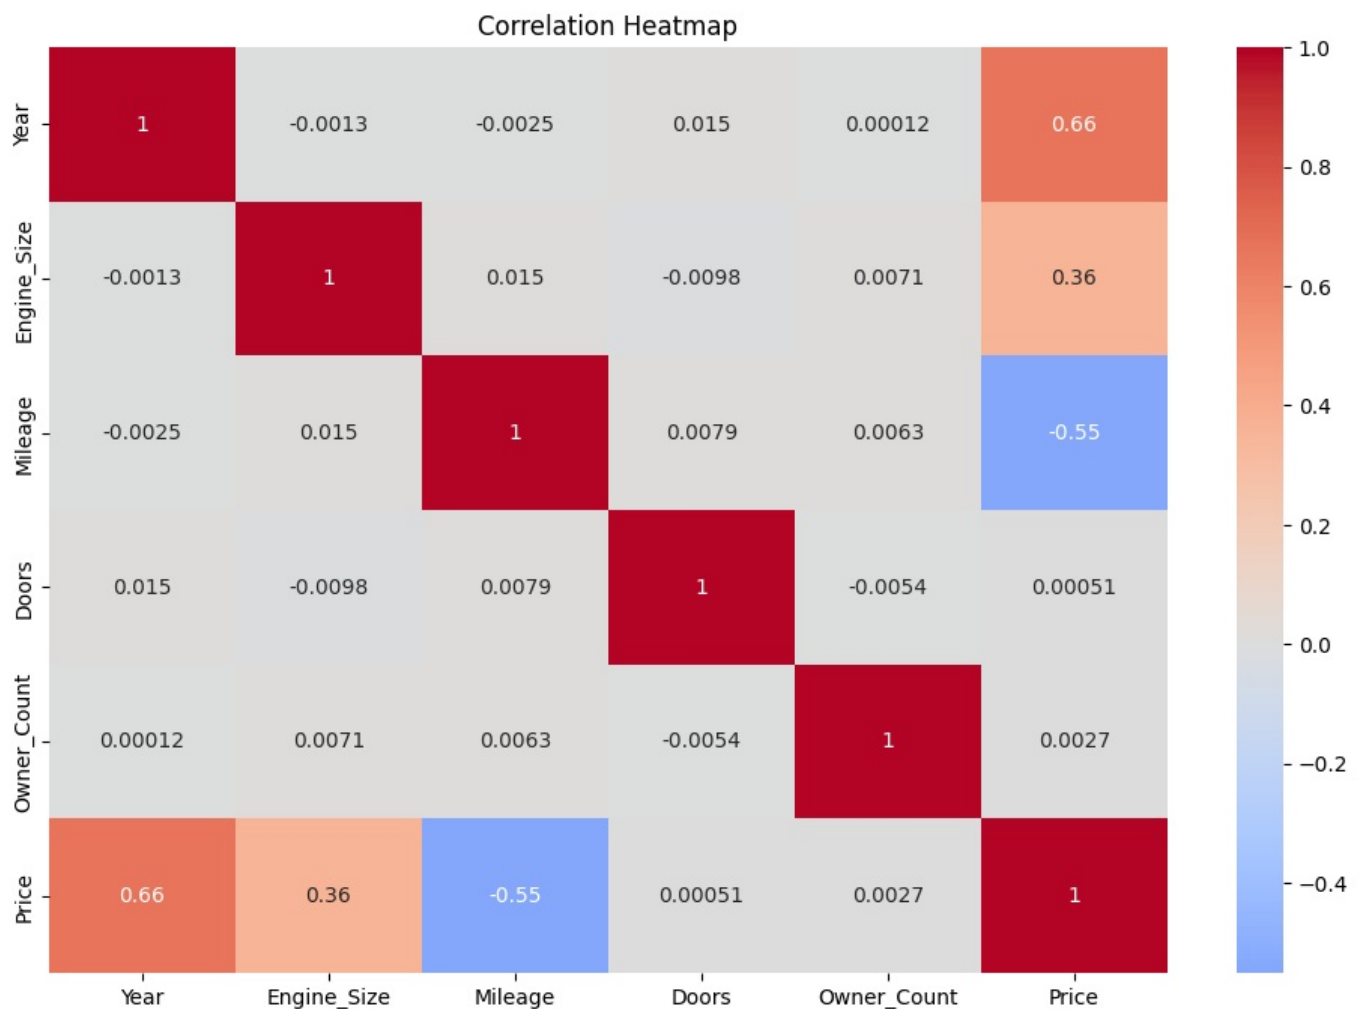 Correlation Heatmap
Year 1 -0.0013 -0.0025 0.015 0.00012 0.66
Engine_Size -0.0013 1 0.015 -0.0098 0.0071 0.36
Mileage -0.0025 0.015 1 0.0079 0.0063 -0.55
Doors 0.015 -0.0098 0.0079 1 -0.0054 0.00051
Owner_Count 0.00012 0.0071 0.0063 -0.0054 1 0.0027
Price 0.66 0.36 -0.55 0.00051 0.0027 1
Year Engine_Size Mileage Doors Owner_Count Price
1.0
0.8
0.6
0.4
0.2
0.0
−0.2
−0.4